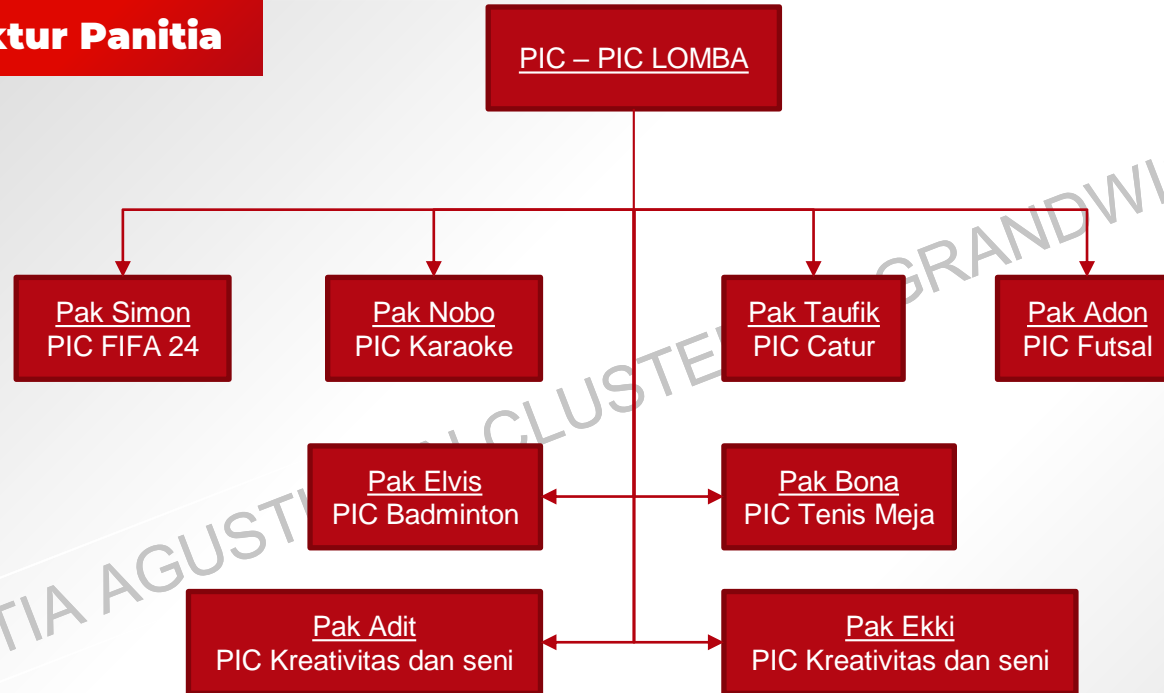 ktur Panitia
PIC – PIC LOMBA
Pak Simon
PIC FIFA 24
Pak Nobo
PIC Karaoke
Pak Taufik
PIC Catur
Pak Adon
PIC Futsal
Pak Elvis
PIC Badminton
Pak Bona
PIC Tenis Meja
Pak Adit
PIC Kreativitas dan seni
Pak Ekki
PIC Kreativitas dan seni
TIA AGUSTU CLUSTE GRANDWI